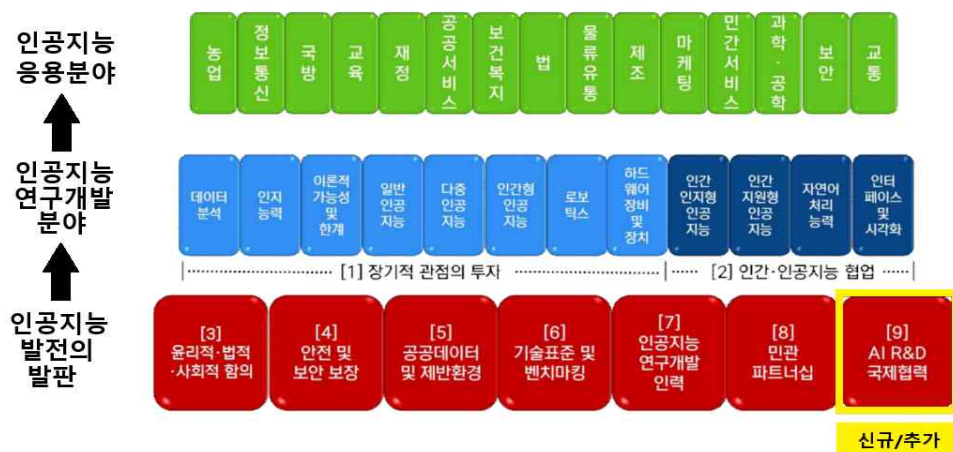 인공지능
응용분야
농업
정보통신
국방
교육
재정
공공서비스
보건복지
법
물류유통
제조
마케팅
민간서비스
과학·공학
보안
교통
인공지능
연구개발
분야
데이터
분석
인지
능력
이론적
가능성
및
한계
일반
인공
지능
다중
인공
지능
인간형
인공
지능
로보
틱스
하드
웨어
장비
및
장치
인간
인지형
인공
지능
인간
지원형
인공
지능
자연어
처리
능력
인터
페이스
및
시각화
[1] 장기적 관점의 투자
[2] 인간·인공지능 협업
인공지능
발전의
발판
[3]
윤리적·법적
·사회적 함의
[4]
안전 및
보안 보장
[5]
공공데이터
및 제반환경
[6]
기술표준 및
벤치마킹
[7]
인공지능
연구개발
인력
[8]
민관
파트너십
[9]
AI R&D
국제협력
신규/추가